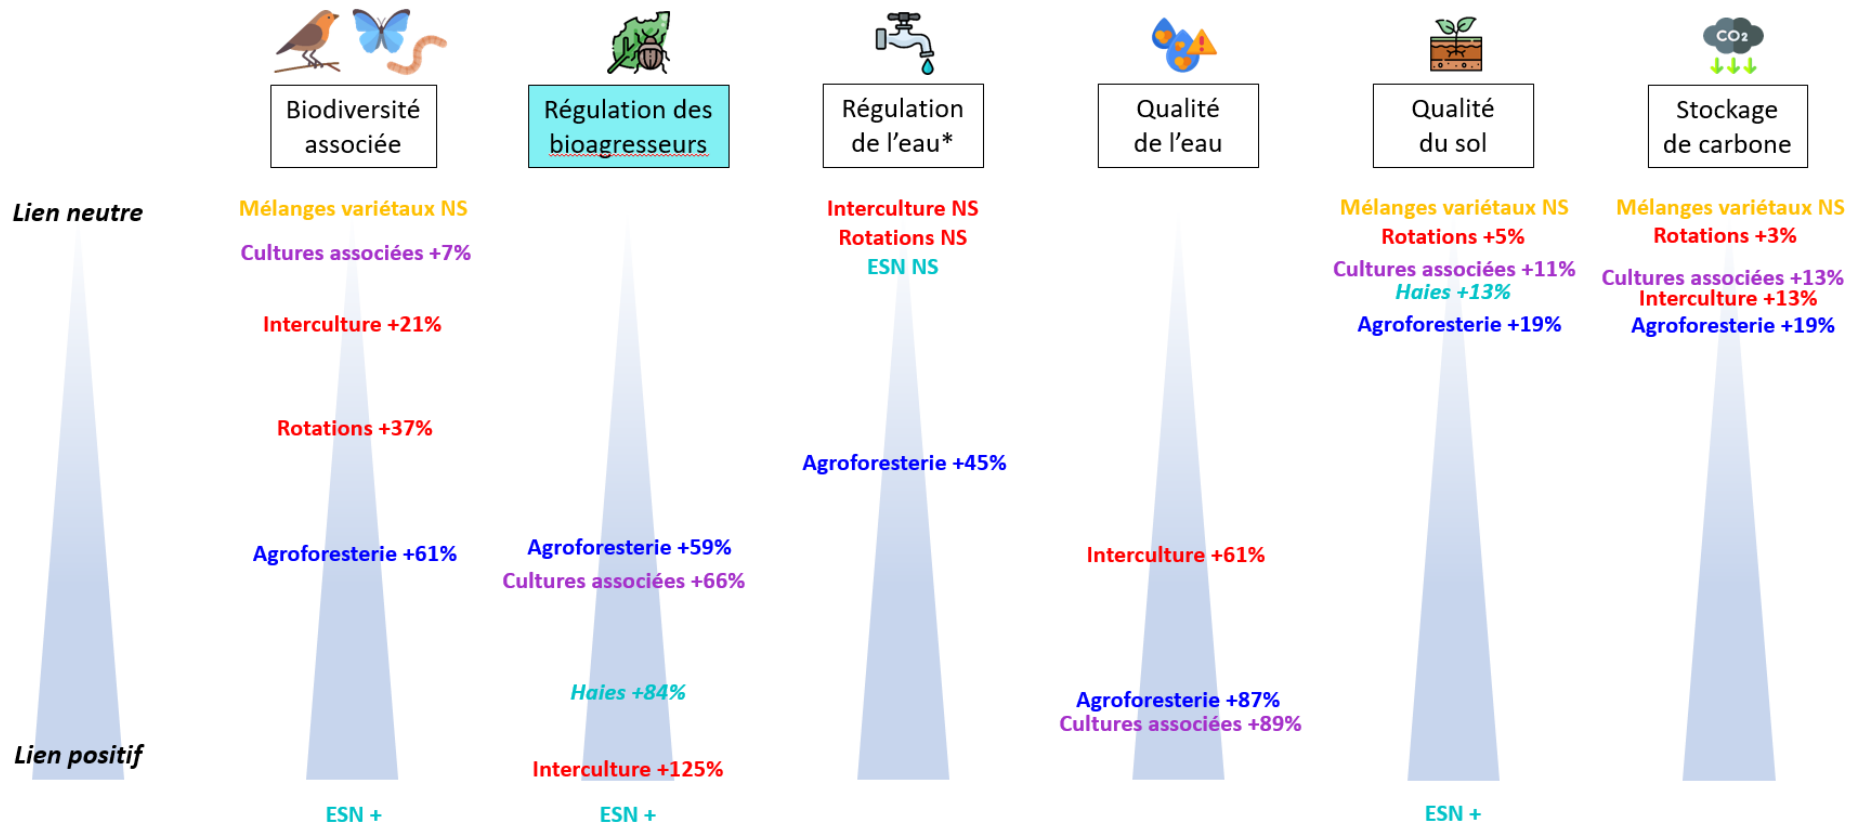 CO₂
Biodiversité
associée
Régulation des
bioagresseurs
Régulation
de l'eau*
Qualité
de l'eau
Qualité
du sol
Stockage
de carbone
Lien neutre
Lien positif
Mélanges variétaux NS
Cultures associées +7%
Interculture +21%
Rotations +37%
Agroforesterie +61%
ESN +
Agroforesterie +59%
Cultures associées +66%
Haies +84%
Interculture +125%
ESN +
Interculture NS
Rotations NS
ESN NS
Agroforesterie +45%
Interculture +61%
Agroforesterie +87%
Cultures associées +89%
Mélanges variétaux NS
Rotations +5%
Cultures associées +11%
Haies +13%
Agroforesterie +19%
ESN +
Mélanges variétaux NS
Rotations +3%
Cultures associées +13%
Interculture +13%
Agroforesterie +19%